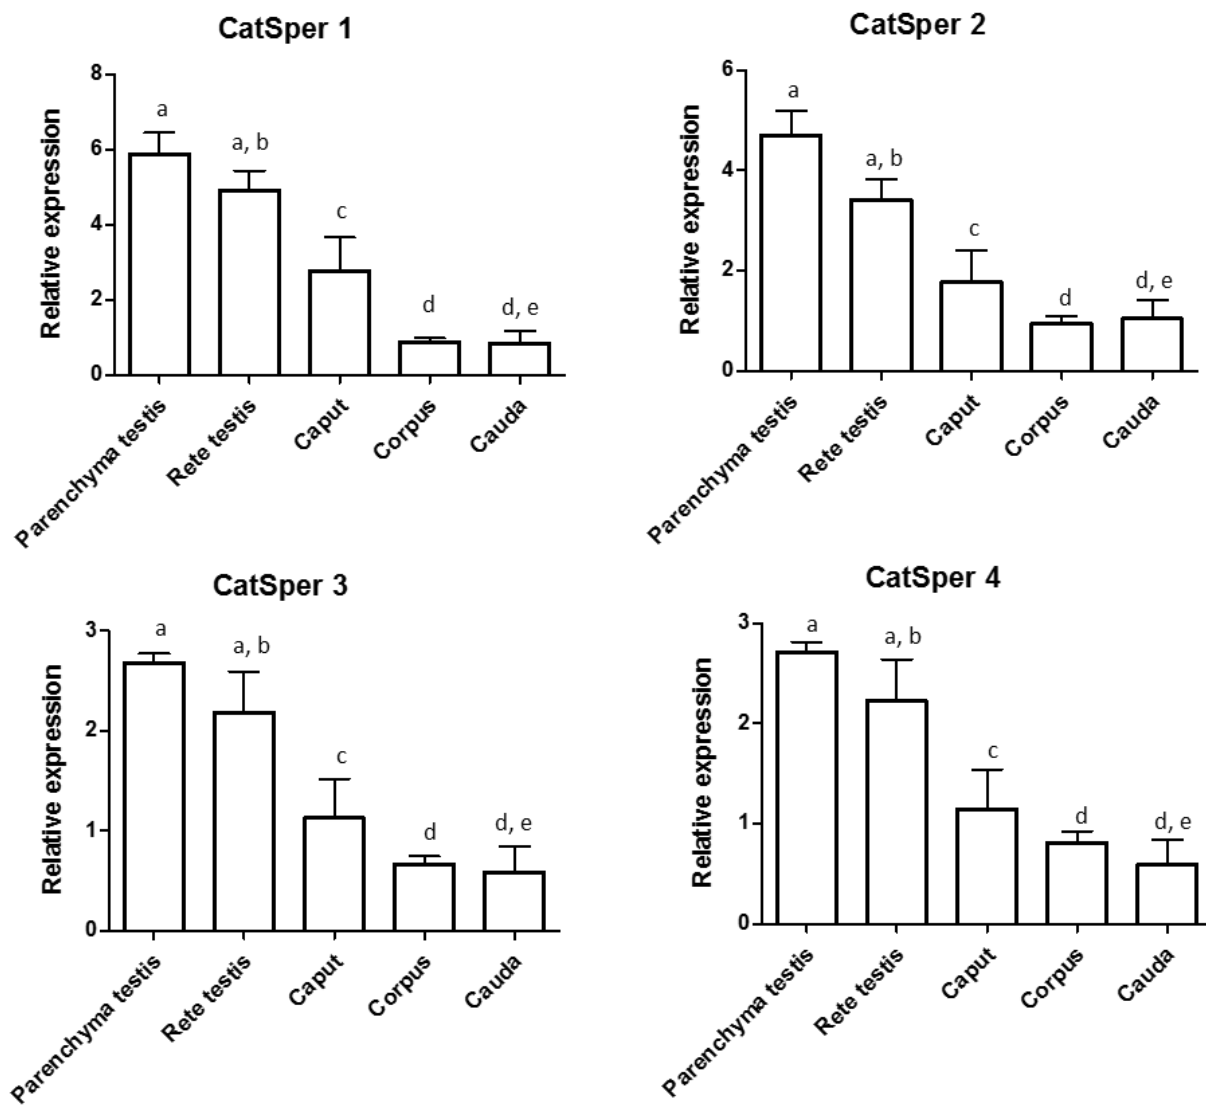 CatSper 1
Relative expression
8
6
4
2
0
a
a, b
c
d
d, e
Parenchyma testis
Rete testis
Caput
Corpus
Cauda
CatSper 2
Relative expression
6
4
2
0
a
a, b
c
d
d, e
Parenchyma testis
Rete testis
Caput
Corpus
Cauda
CatSper 3
Relative expression
3
2
1
0
a
a, b
c
d
d, e
Parenchyma testis
Rete testis
Caput
Corpus
Cauda
CatSper 4
Relative expression
3
2
1
0
a
a, b
c
d
d, e
Parenchyma testis
Rete testis
Caput
Corpus
Cauda